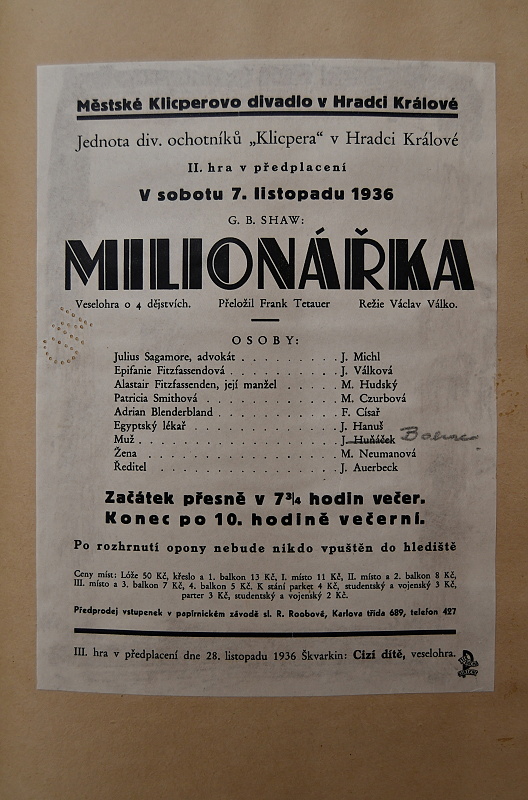 Městské Klicperovo divadlo v Hradci Králové
Jednota div. ochotníků „Klicpera" v Hradci Králové
II. hra v předplacení
V sobotu 7. listopadu 1936
G. B. SHAW:
MILIONÁŘKA
Veselohra o 4 dějstvích. Přeložil Frank Tetauer Režie Václav Válko.
OSOBY:
Julius Sagamore, advokát . . . . . . . . . . J. Michl
Epifanie Fitzfassendová . . . . . . . . . . . J. Válková
Alastair Fitzfassenden, její manžel . . . . . M. Hudský
Patricia Smithová . . . . . . . . . . . . . M. Czurbová
Adrian Blenderbland . . . . . . . . . . . . F. Císař
Egyptský lékař . . . . . . . . . . . . . . J. Hanuš
Muž . . . . . . . . . . . . . . . . . . . J. Huňáček
Žena . . . . . . . . . . . . . . . . . . M. Neumanová
Ředitel . . . . . . . . . . . . . . . . . J. Auerbeck
Začátek přesně v 7¾ hodin večer.
Konec po 10. hodině večerní.
Po rozhrnutí opony nebude nikdo vpuštěn do hlediště
Ceny míst: Lóže 50 Kč, křeslo a 1. balkon 13 Kč, I. místo 11 Kč, II. místo a 2. balkon 8 Kč,
III. místo a 3. balkon 7 Kč, 4. balkon 5 Kč, K stání parket 4 Kč, studentský a vojenský 3 Kč,
parter 3 Kč, studentský a vojenský 2 Kč.
Předprodej vstupenek v papírnickém závodě sl. R. Roobově, Karlova třída 689, telefon 427
III. hra v předplacení dne 28. listopadu 1936 Škvarkin: Cizí dítě, veselohra.